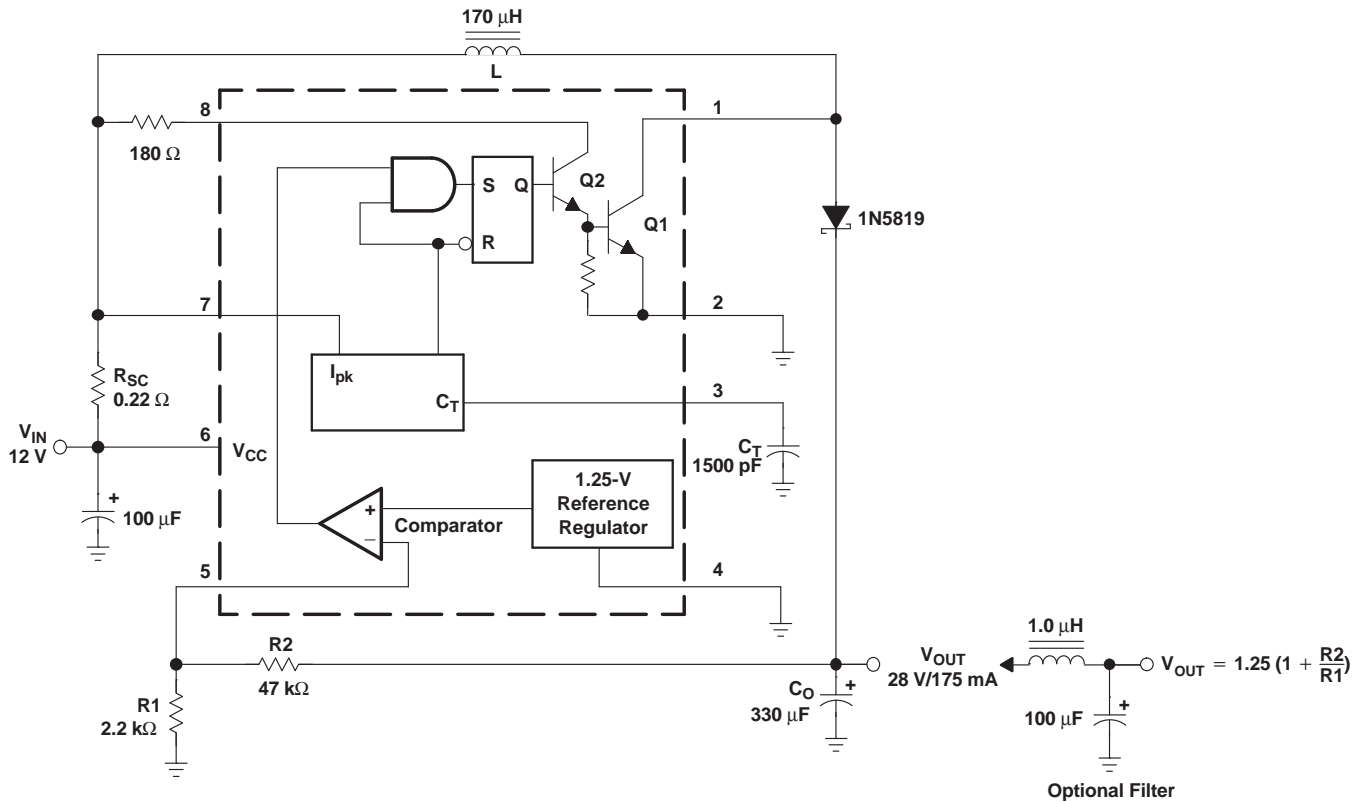 170 μH
L
8
1
180 Ω
S
Q
Q2
R
Q1
1N5819
7
2
Ipk
CT
3
RSC
0.22 Ω
CT
1500 pF
VIN
12 V
6
VCC
1.25-V
Reference
Regulator
+
–
Comparator
+
100 μF
5
4
R2
47 kΩ
R1
2.2 kΩ
VOUT
28 V/175 mA
CO
330 μF
+
1.0 μH
VOUT = 1.25 (1 + R2/R1)
+
100 μF
Optional Filter